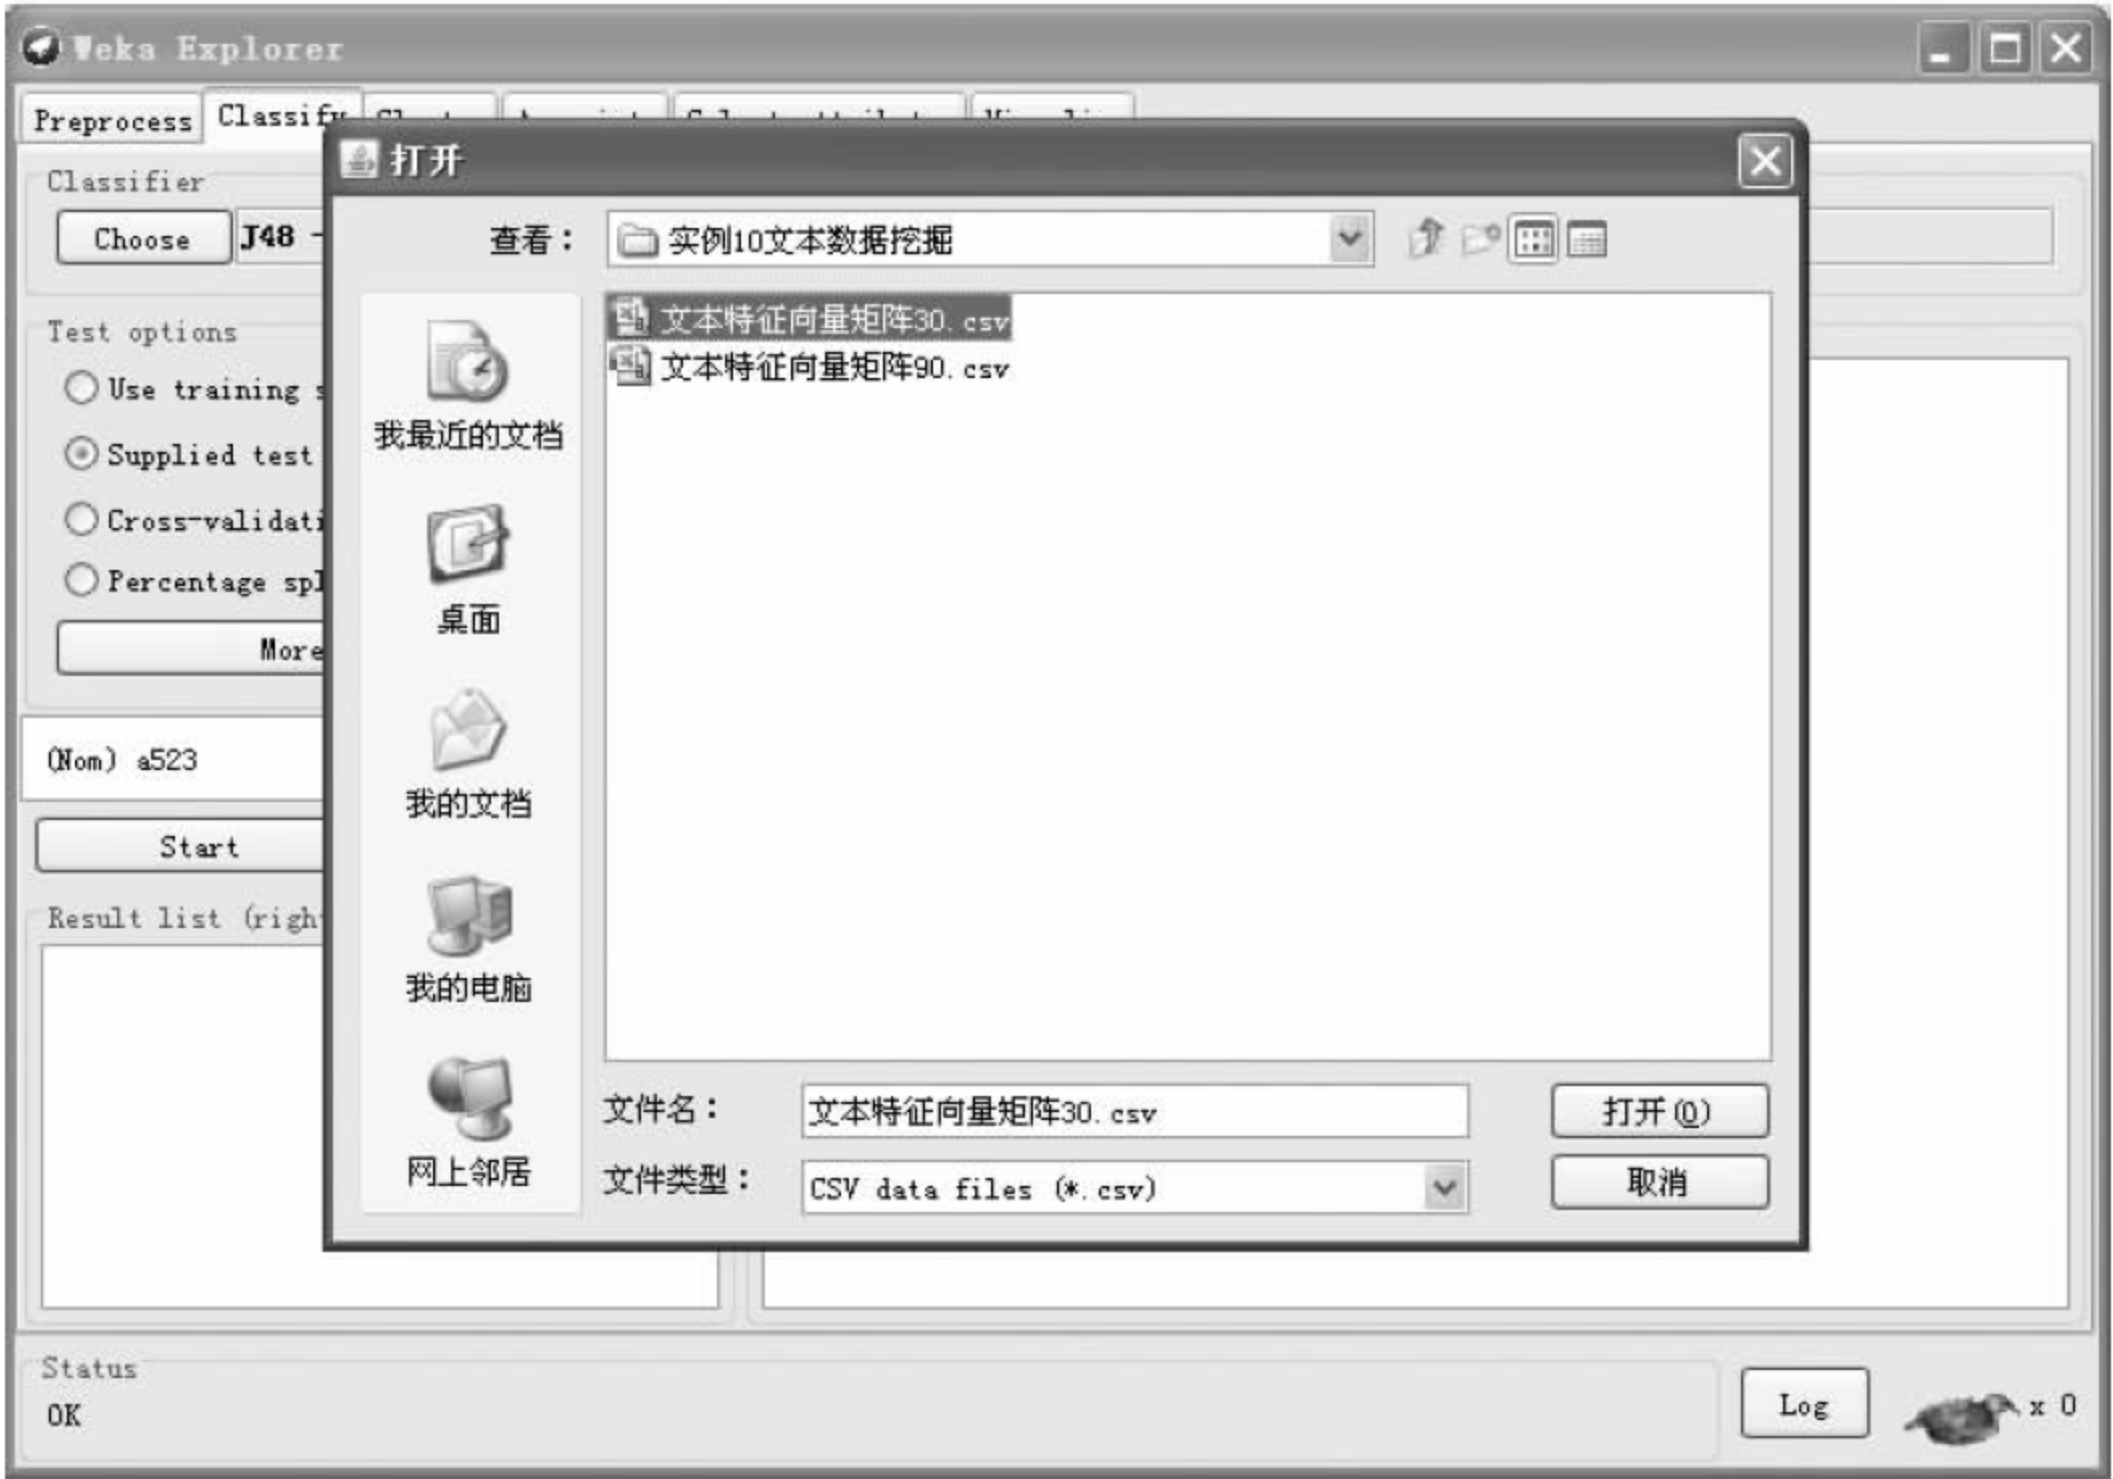 Weka Explorer
Preprocess
Classify
打开
Classifier
Choose
J48 -
查看：
实例10文本数据挖掘
文本特征向量矩阵30.csv
文本特征向量矩阵90.csv
Test options
Use training
Supplied test
Cross-validati
Percentage spl
More
我最近的文档
桌面
我的文档
我的电脑
网上邻居
(Nom) a523
Start
Result list (righ
文件名：
文本特征向量矩阵30.csv
打开(O)
文件类型：
CSV data files (*.csv)
取消
Status
OK
Log
x 0